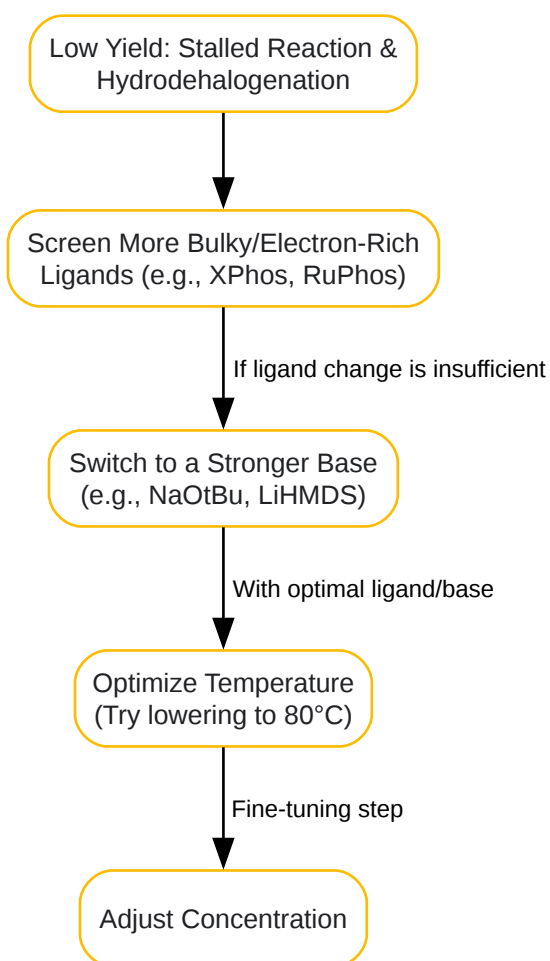 Low Yield: Stalled Reaction &
Hydrodehalogenation
Screen More Bulky/Electron-Rich
Ligands (e.g., XPhos, RuPhos)
If ligand change is insufficient
Switch to a Stronger Base
(e.g., NaOtBu, LiHMDS)
With optimal ligand/base
Optimize Temperature
(Try lowering to 80°C)
Fine-tuning step
Adjust Concentration